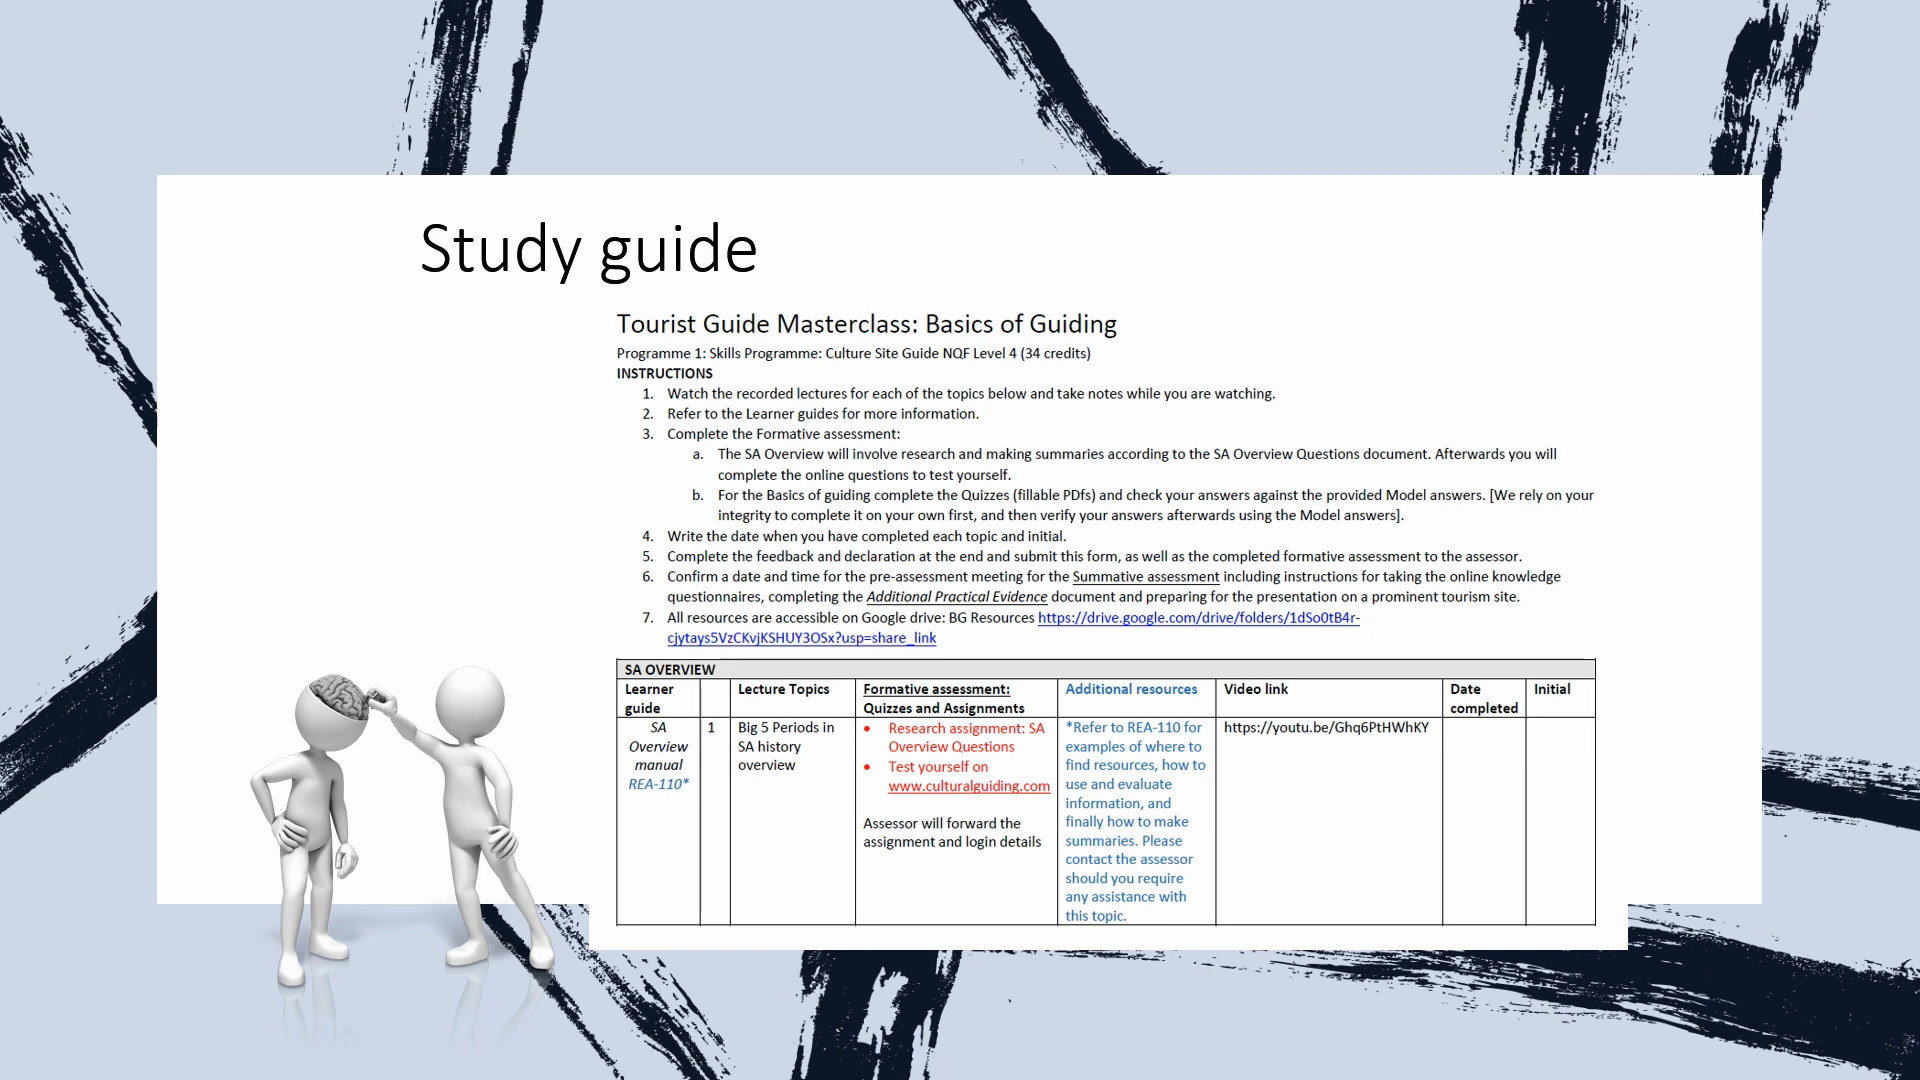 Study guide
Tourist Guide Masterclass: Basics of Guiding
Programme 1: Skills Programme: Culture Site Guide NQF Level 4 (34 credits)
INSTRUCTIONS
1. Watch the recorded lectures for each of the topics below and take notes while you are watching.
2. Refer to the Learner guides for more information.
3. Complete the Formative assessment:
a. The SA Overview will involve research and making summaries according to the SA Overview Questions document. Afterwards you will
complete the online questions to test yourself.
b. For the Basics of guiding complete the Quizzes (fillable PDFs) and check your answers against the provided Model answers. [We rely on your
integrity to complete it on your own first, and then verify your answers afterwards using the Model answers].
4. Write the date when you have completed each topic and initial.
5. Complete the feedback and declaration at the end and submit this form, as well as the completed formative assessment to the assessor.
6. Confirm a date and time for the pre-assessment meeting for the Summative assessment including instructions for taking the online knowledge
questionnaires, completing the Additional Practical Evidence document and preparing for the presentation on a prominent tourism site.
7. All resources are accessible on Google drive: BG Resources https://drive.google.com/drive/folders/1dSo0tB4r-
cjytays5VzCKvjKSHUY3OSx?usp=share_link
SA OVERVIEW
Learner
guide
Lecture Topics
Formative assessment:
Quizzes and Assignments
Additional resources
Video link
Date
completed
Initial
SA
Overview
manual
REA-110*
1
Big 5 Periods in
SA history
overview
• Research assignment: SA
Overview Questions
• Test yourself on
www.culturalguiding.com
Assessor will forward the
assignment and login details
*Refer to REA-110 for
examples of where to
find resources, how to
use and evaluate
information, and
finally how to make
summaries. Please
contact the assessor
should you require
any assistance with
this topic.
https://youtu.be/Ghq6PtHWhKY